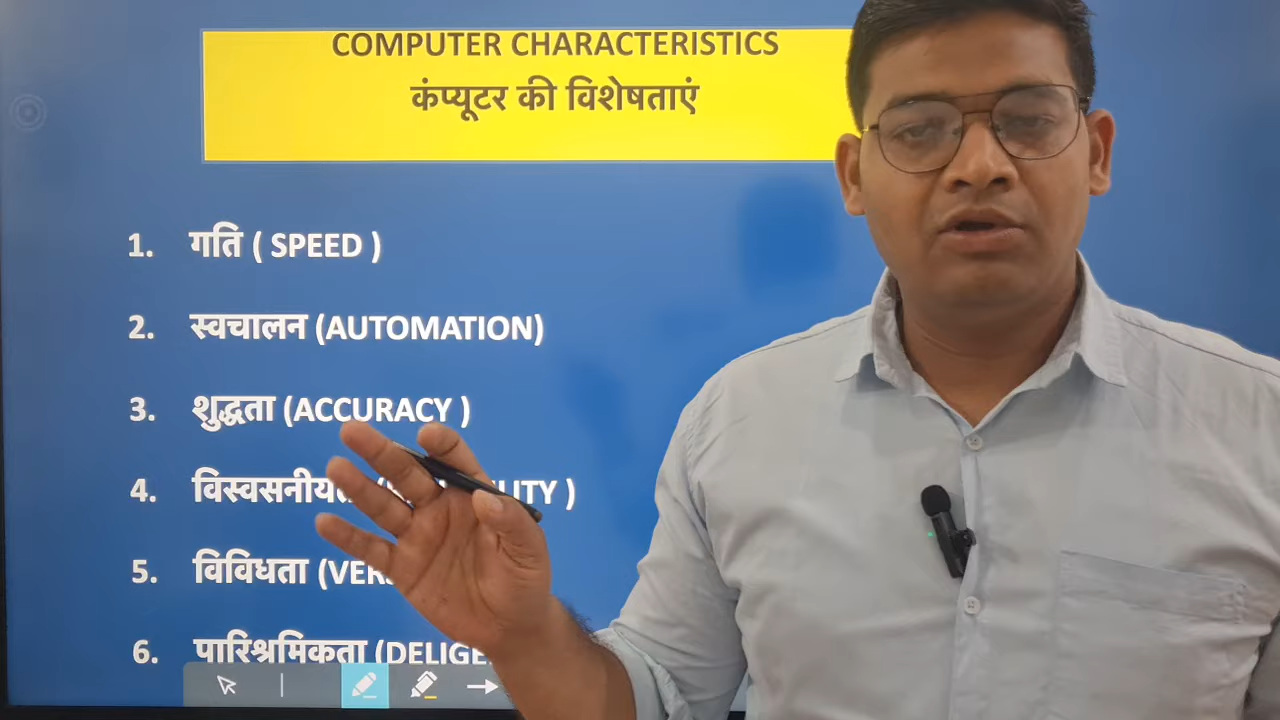 COMPUTER CHARACTERISTICS
कंप्यूटर की विशेषताएं
1. गति ( SPEED )
2. स्वचालन (AUTOMATION)
3. शुद्धता (ACCURACY )
4.
5. विविधता
6. पारिश्रमिकता